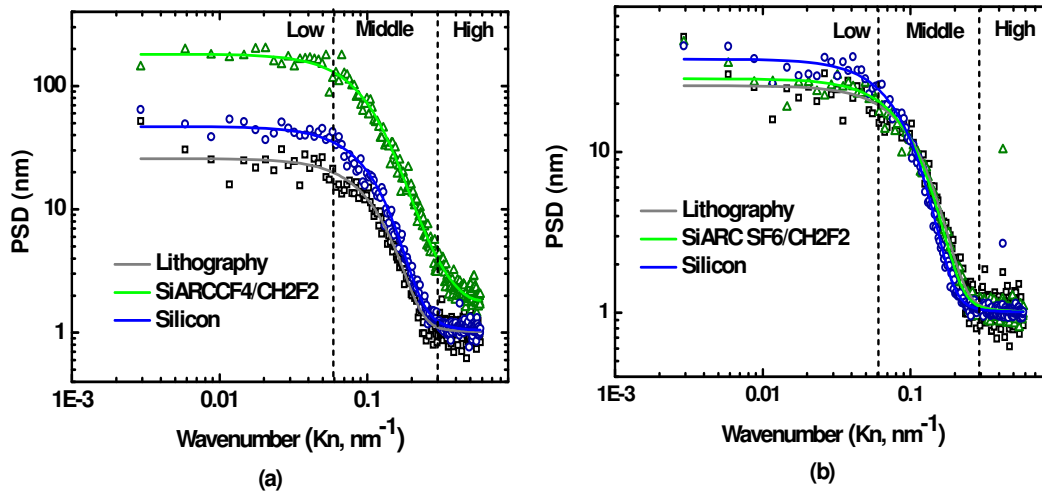 Low Middle High
100
10
1
PSD (nm)
Lithography
SiARCCF4/CH2F2
Silicon
1E-3 0.01 0.1
Wavenumber (Kn, nm-1)
(a)
Low Middle High
10
1
PSD (nm)
Lithography
SiARC SF6/CH2F2
Silicon
1E-3 0.01 0.1
Wavenumber (Kn, nm-1)
(b)